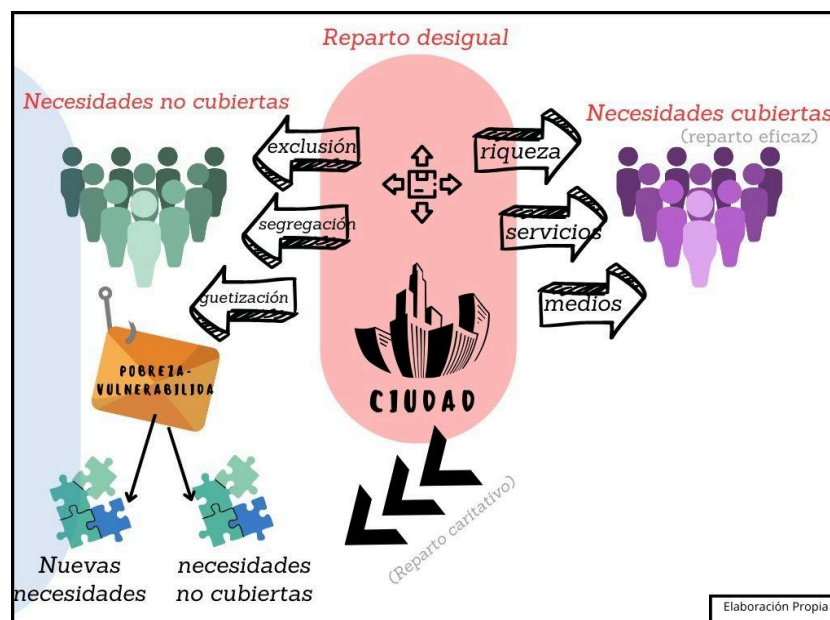 Reparto desigual
Necesidades no cubiertas
Necesidades cubiertas
(reparto eficaz)
exclusión
riqueza
segregación
servicios
guetización
medios
POBREZA-
VULNERABILIDA
CIUDAD
(Reparto caritativo)
Nuevas
necesidades
necesidades
no cubiertas
Elaboración Propia